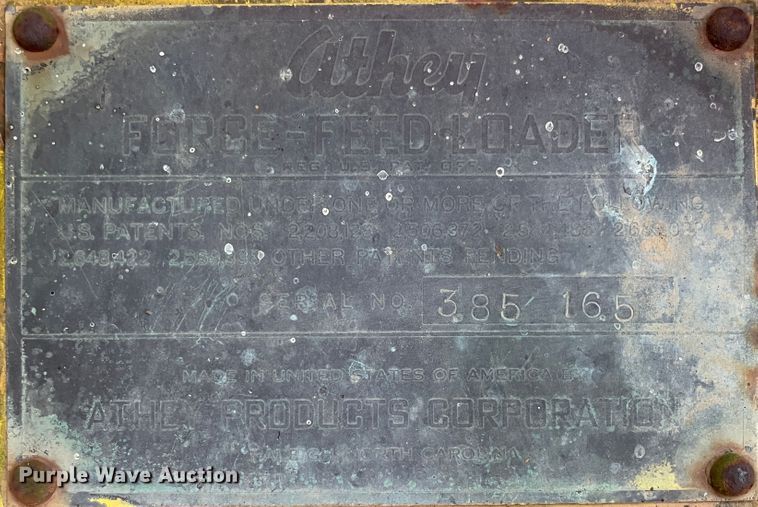 Athey
FORCE-FEED LOADER
MANUFACTURED UNDER ONE OR MORE OF THE FOLLOWING
U.S. PATENTS. NOS.
OTHER PATENTS PENDING
SERIAL NO. 385 165
MADE IN UNITED STATES OF AMERICA BY
ATHEY PRODUCTS CORPORATION
RALEIGH, NORTH CAROLINA
Purple Wave Auction